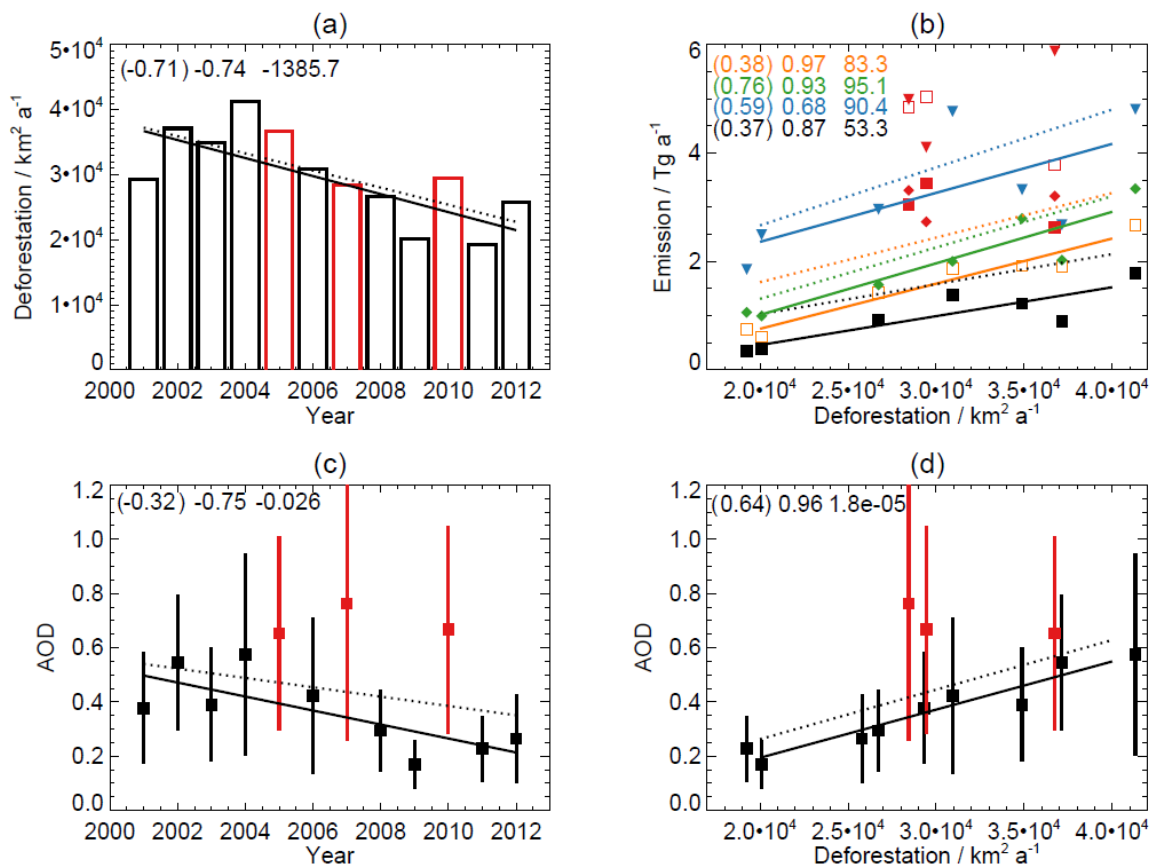 (a)
(-0.71) -0.74 -1385.7
5•10⁴
4•10⁴
3•10⁴
2•10⁴
1•10⁴
0
Deforestation / km² a⁻¹
2000 2002 2004 2006 2008 2010 2012
Year
(b)
(0.38) 0.97 83.3
(0.76) 0.93 95.1
(0.59) 0.68 90.4
(0.37) 0.87 53.3
6
4
2
0
Emission / Tg a⁻¹
2.0•10⁴ 2.5•10⁴ 3.0•10⁴ 3.5•10⁴ 4.0•10⁴
Deforestation / km² a⁻¹
(c)
(-0.32) -0.75 -0.026
1.2
1.0
0.8
0.6
0.4
0.2
0.0
AOD
2000 2002 2004 2006 2008 2010 2012
Year
(d)
(0.64) 0.96 1.8e-05
1.2
1.0
0.8
0.6
0.4
0.2
0.0
AOD
2.0•10⁴ 2.5•10⁴ 3.0•10⁴ 3.5•10⁴ 4.0•10⁴
Deforestation / km² a⁻¹